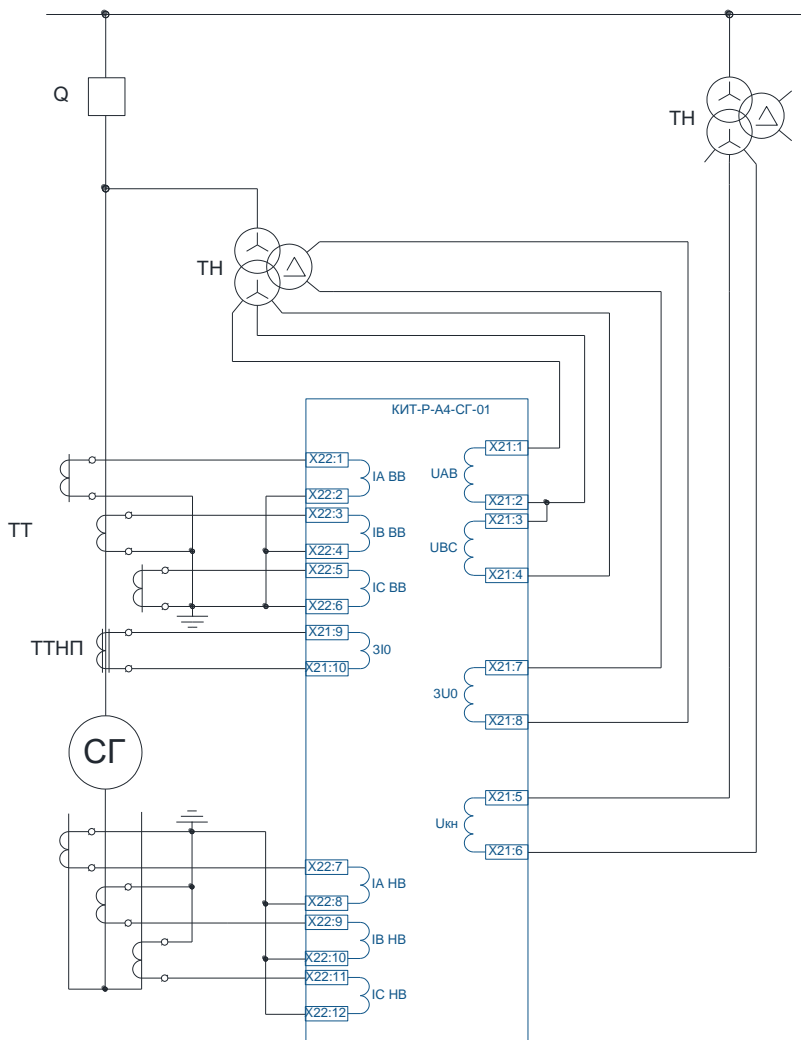 Q
ТН
ТН
КИТ-Р-А4-СГ-01
X22:1
IA ВВ
X22:2
X22:3
IB ВВ
X22:4
X22:5
IC ВВ
X22:6
X21:9
3I0
X21:10
X21:1
UAB
X21:2
X21:3
UBC
X21:4
X21:7
3U0
X21:8
X21:5
Uкн
X21:6
ТТ
ТТНП
СГ
X22:7
IA НВ
X22:8
X22:9
IB НВ
X22:10
X22:11
IC НВ
X22:12